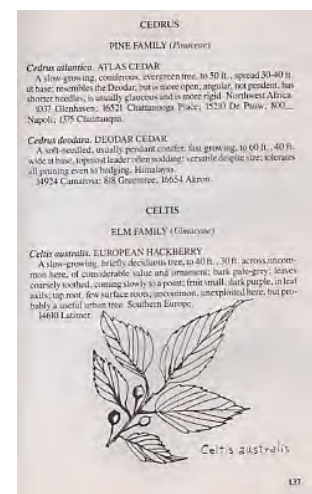 CEDRUS
PINE FAMILY (Pinaceae)
Cedrus atlantica. ATLAS CEDAR
A slow-growing, coniferous, evergreen tree, to 50 ft., spread 30-40 ft.
at base; resembles the Deodar, but is more open, angular, not pendent, has
shorter needles, is usually glaucous and is more rigid. Northwest Africa.
1037 Glenhaven; 16521 Chattanooga Place; 15210 De Pauw; 800
Napoli; 1575 Chautauqua.
Cedrus deodara. DEODAR CEDAR
A soft-needled, usually pendant conifer, fast-growing, to 60 ft., 40 ft.
wide at base, topmost leader often nodding; versatile despite size; tolerates
all pruning even to hedging. Himalayas.
14924 Camarosa; 818 Greentree; 16654 Akron.
CELTIS
ELM FAMILY (Ulmaceae)
Celtis australis. EUROPEAN HACKBERRY
A slow-growing, briefly deciduous tree, to 40 ft., 30 ft. across, uncom-
mon here, of considerable value and ornament; bark pale-grey; leaves
coarsely toothed, coming slowly to a point; fruit small, dark purple, in leaf
axils; tap root, few surface roots, uncommon, unexploited here, but pro-
bably a useful urban tree. Southern Europe.
14610 Latimer.
Celtis australis
137